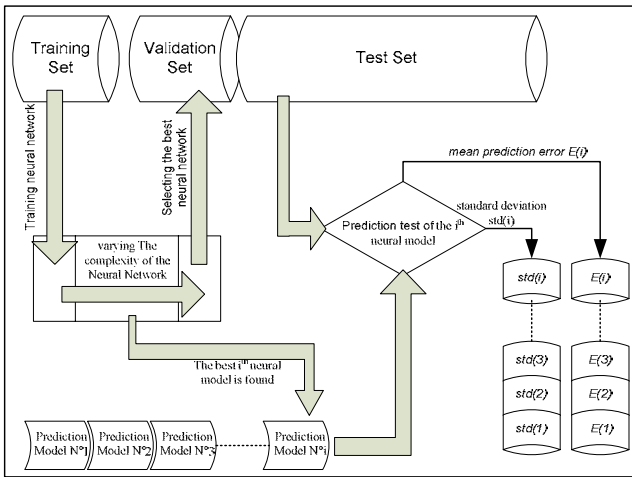 Training
Set
Validation
Set
Test Set
Training neural network
Selecting the best
neural network
mean prediction error E(i)
standard deviation
std(i)
Prediction test of the ith
neural model
varying The
complexity of the
Neural Network
std(i)
E(i)
The best ith neural
model is found
std(3)
E(3)
std(2)
E(2)
std(1)
E(1)
Prediction
Model N°1
Prediction
Model N°2
Prediction
Model N°3
Prediction
Model N°i